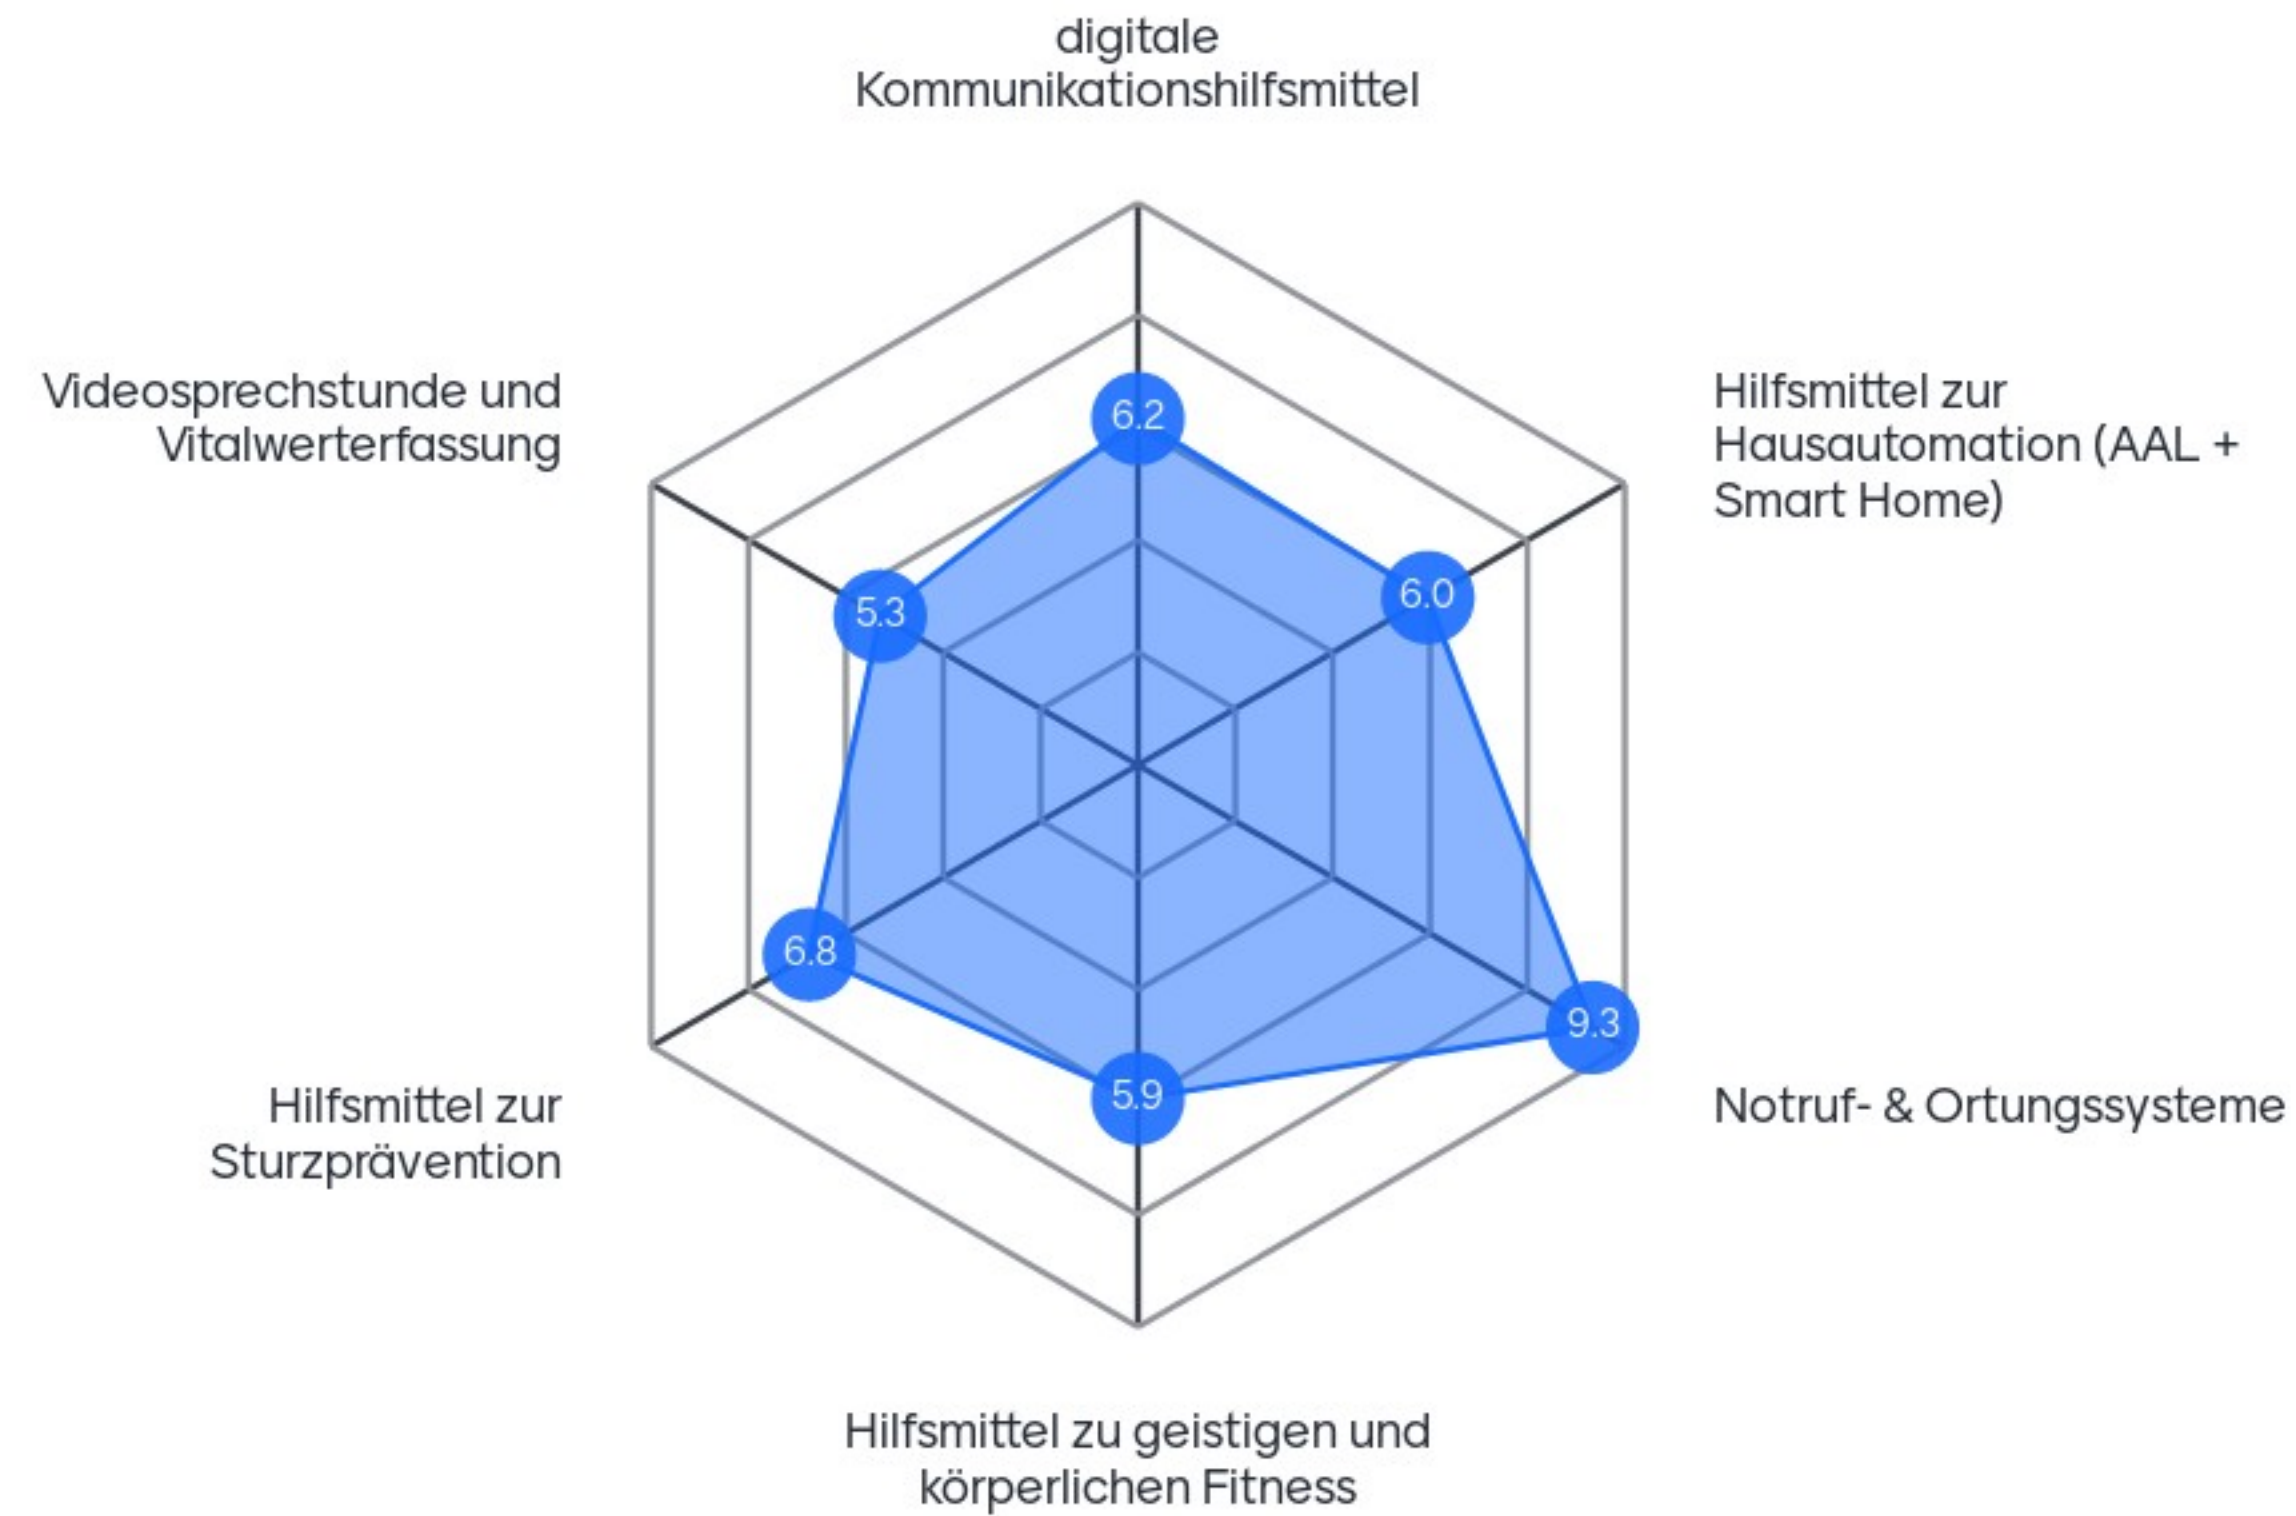 digitale
Kommunikationshilfsmittel
Videosprechstunde und
Vitalwerterfassung
Hilfsmittel zur
Hausautomation (AAL +
Smart Home)
6.2
6.0
5.3
6.8
9.3
5.9
Hilfsmittel zur
Sturzprävention
Notruf- & Ortungssysteme
Hilfsmittel zu geistigen und
körperlichen Fitness